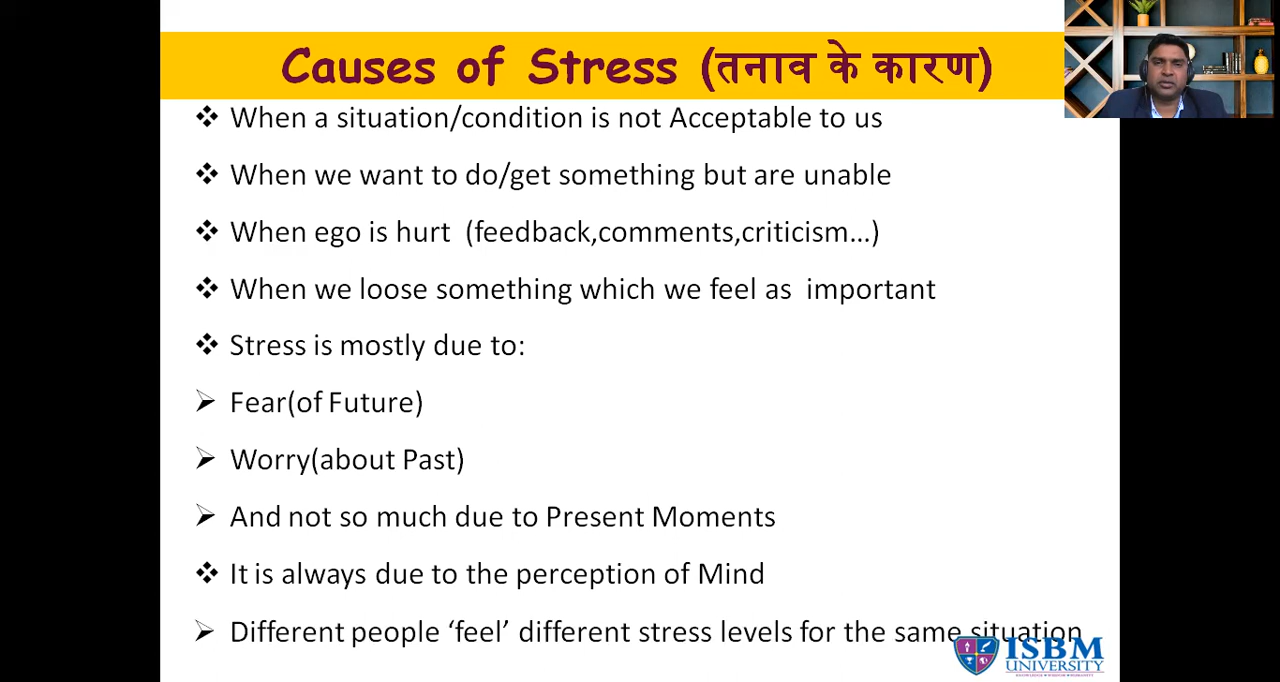 Causes of Stress (तनाव के कारण)
When a situation/condition is not Acceptable to us
When we want to do/get something but are unable
When ego is hurt (feedback,comments,criticism...)
When we loose something which we feel as important
Stress is mostly due to:
Fear(of Future)
Worry(about Past)
And not so much due to Present Moments
It is always due to the perception of Mind
Different people ‘feel’ different stress levels for the same situation
ISBM
UNIVERSITY